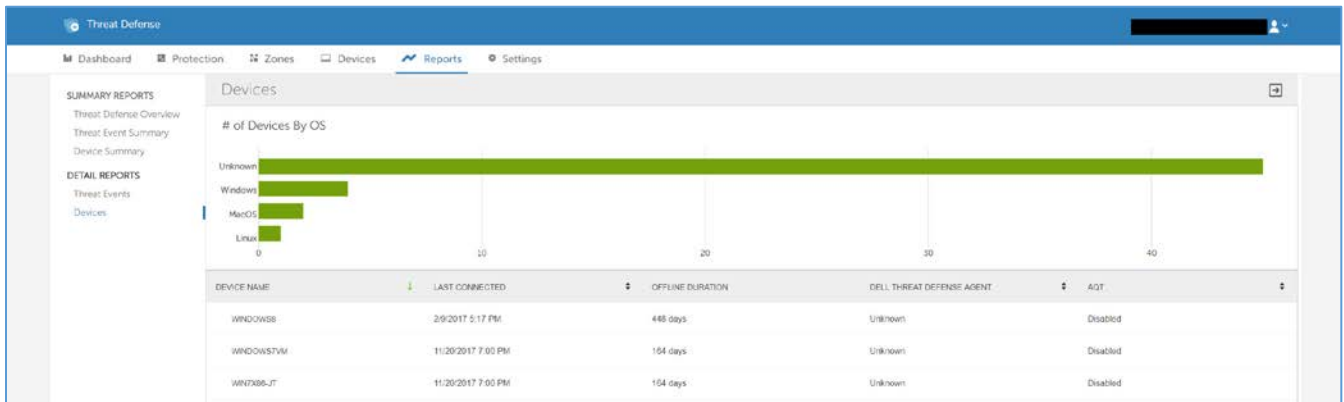 Threat Defense
Dashboard Protection Zones Devices Reports Settings
SUMMARY REPORTS
Threat Defense Overview
Threat Event Summary
Device Summary
DETAIL REPORTS
Threat Events
Devices
Devices
# of Devices By OS
Unknown
Windows
MacOS
Linux
0 10 20 30 40
DEVICE NAME LAST CONNECTED OFFLINE DURATION DELL THREAT DEFENSE AGENT AQT
WINDOWS8 2/9/2017 5:17 PM 448 days Unknown Disabled
WINDOWS7VM 11/20/2017 7:00 PM 164 days Unknown Disabled
WIN7X86-JT 11/20/2017 7:00 PM 164 days Unknown Disabled